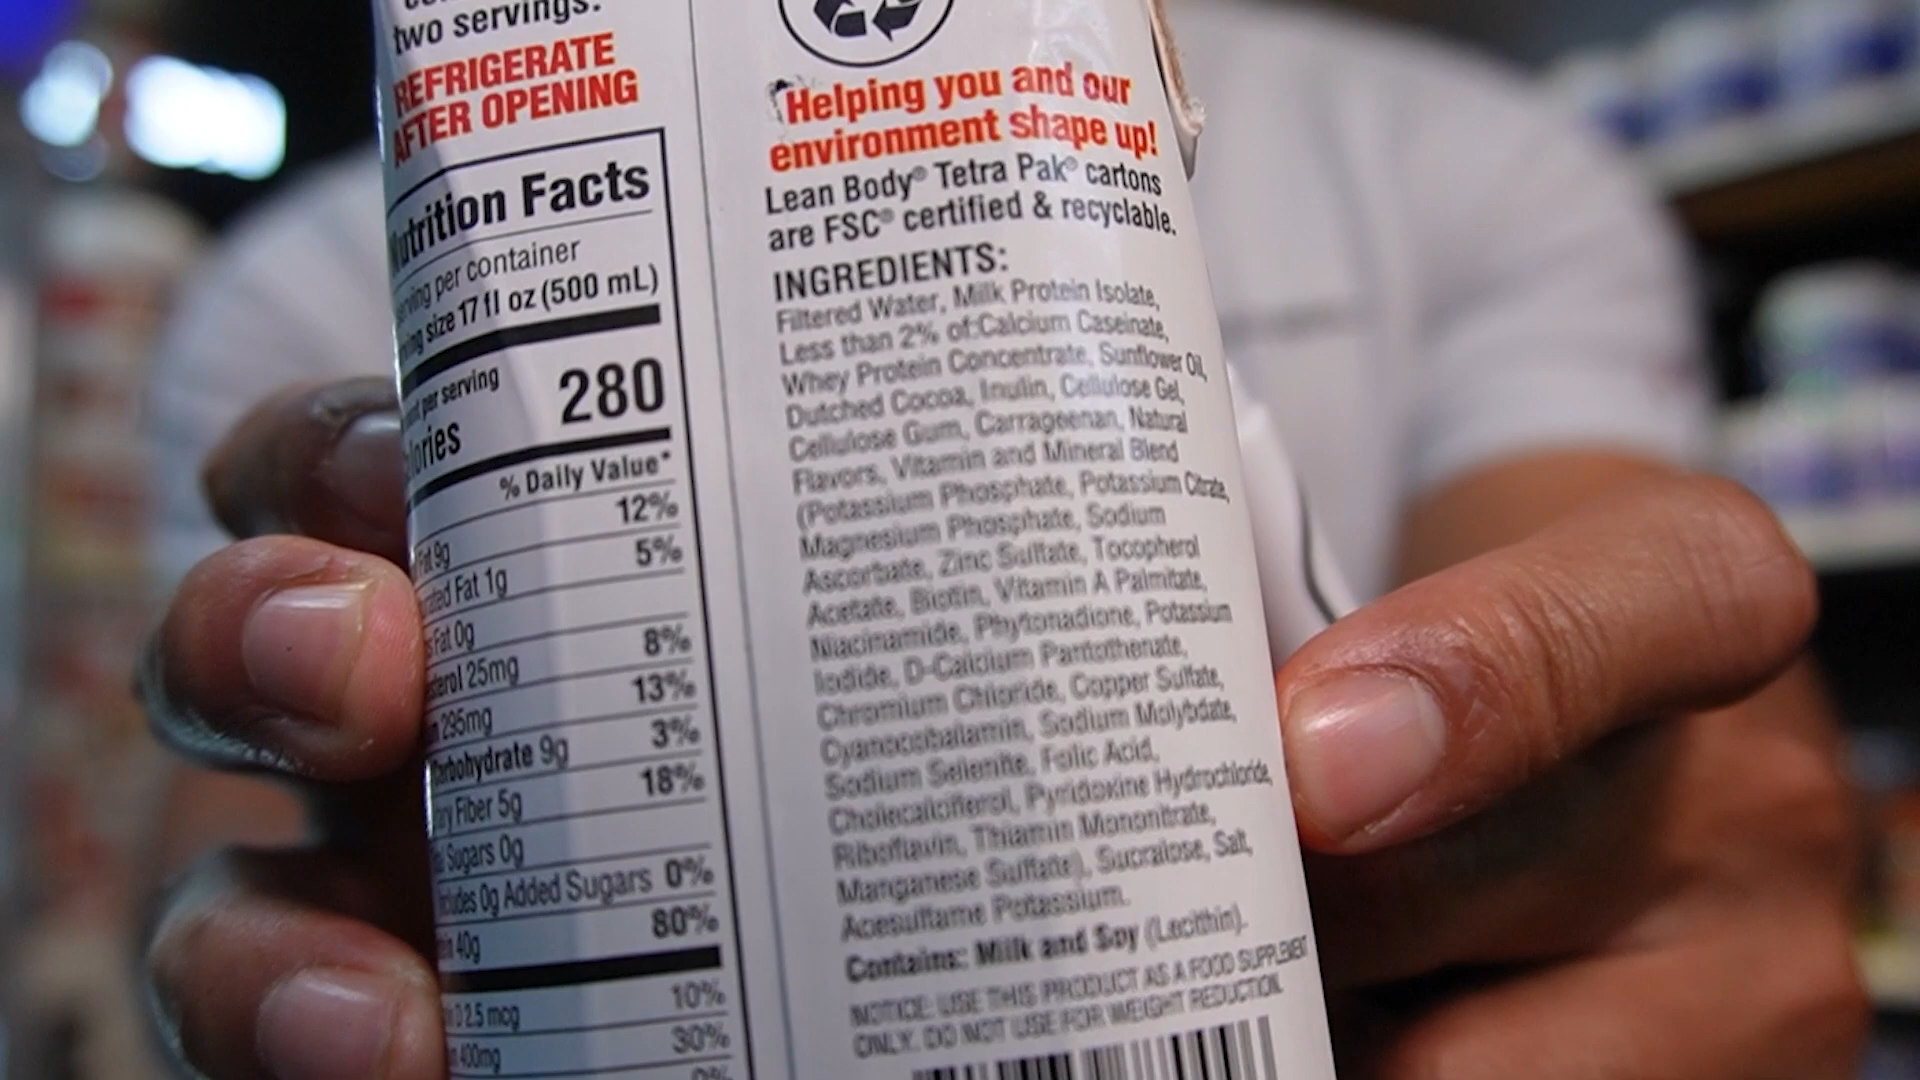 two servings.
REFRIGERATE
AFTER OPENING
Nutrition Facts
serving per container
size 17 fl oz (500 mL)
per serving
280
% Daily Value*
12%
Fat 9g
5%
Fat 1g
Fat 0g
8%
25mg
13%
295mg
3%
Carbohydrate 9g
18%
Fiber 5g
Sugars 0g
Includes 0g Added Sugars 0%
80%
40g
10%
D 2.5 mcg
30%
400mg
0%
Helping you and our
environment shape up!
Lean Body® Tetra Pak® cartons
are FSC® certified & recyclable.
INGREDIENTS:
Filtered Water, Milk Protein Isolate,
Less than 2% of:Calcium Caseinate,
Whey Protein Concentrate, Sunflower Oil,
Dutched Cocoa, Inulin, Cellulose Gel,
Cellulose Gum, Carrageenan, Natural
Flavors, Vitamin and Mineral Blend
(Potassium Phosphate, Potassium Citrate,
Magnesium Phosphate, Sodium
Ascorbate, Zinc Sulfate, Tocopherol
Acetate, Biotin, Vitamin A Palmitate,
Niacinamide, Phytonadione, Potassium
Iodide, D-Calcium Pantothenate,
Chromium Chloride, Copper Sulfate,
Cyanocobalamin, Sodium Molybdate,
Sodium Selenite, Folic Acid,
Cholecalciferol, Pyridoxine Hydrochloride,
Riboflavin, Thiamin Mononitrate,
Manganese Sulfate), Sucralose, Salt,
Acesulfame Potassium.
Contains: Milk and Soy (Lecithin).
NOTICE: USE THIS PRODUCT AS A FOOD SUPPLEMENT
ONLY. DO NOT USE FOR WEIGHT REDUCTION.